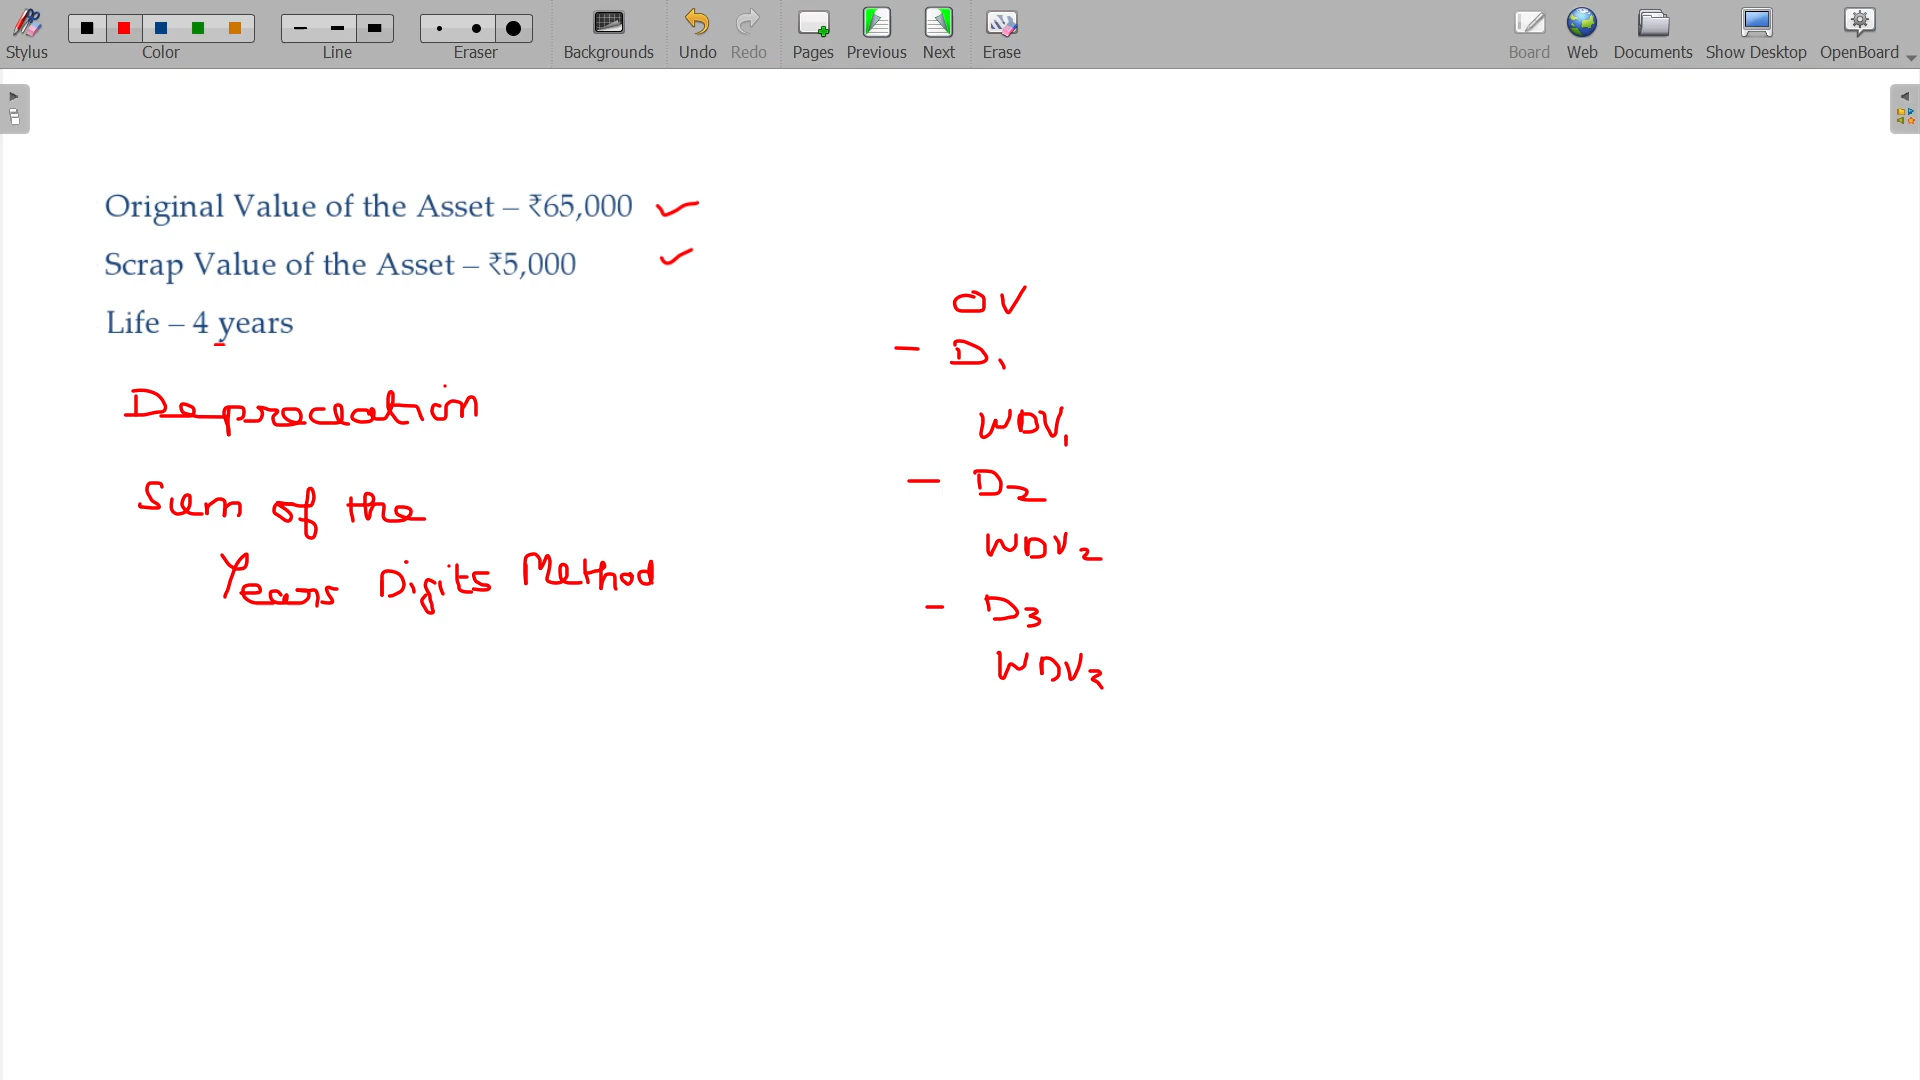 Stylus
Color
Line
Eraser
Backgrounds
Undo
Redo
Pages
Previous
Next
Erase
Board
Web
Documents
Show Desktop
OpenBoard
Original Value of the Asset – ₹65,000
Scrap Value of the Asset – ₹5,000
Life – 4 years
Depreciation
Sum of the
Years Digits Method
OV
- D1
WDV1
- D2
WDV2
- D3
WDV3